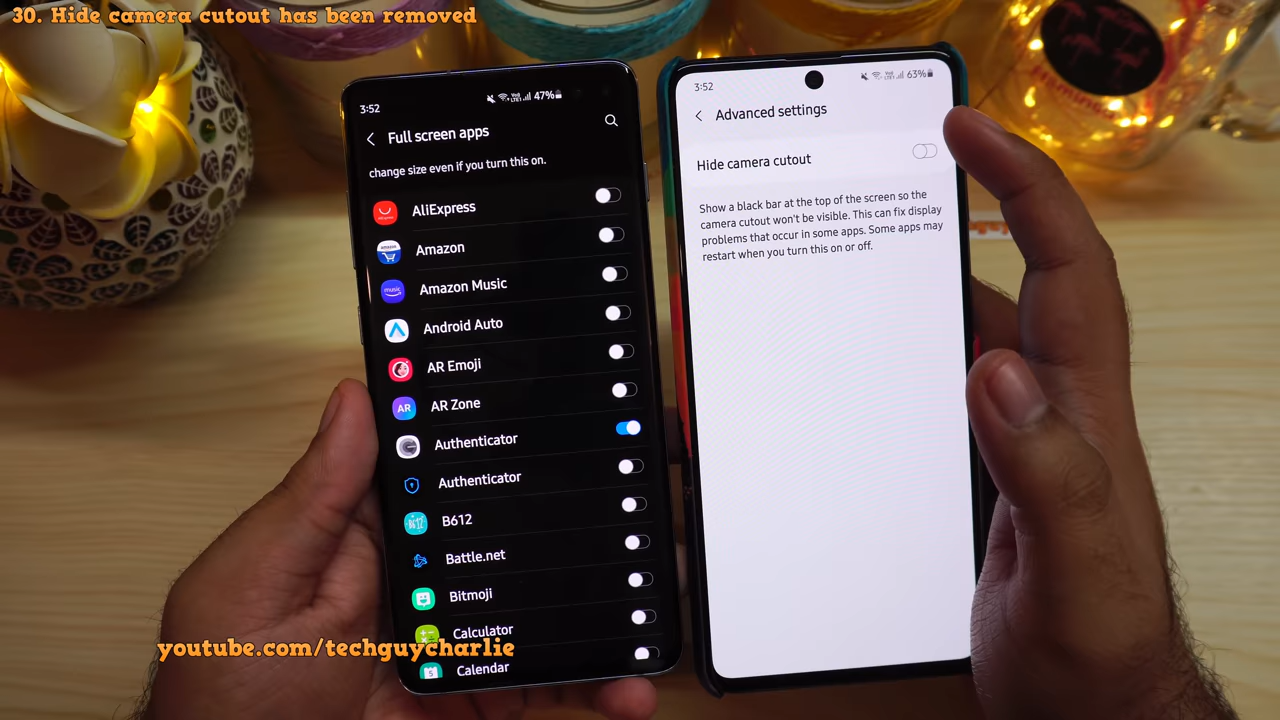 30. Hide camera cutout has been removed
3:52
47%
Full screen apps
change size even if you turn this on.
AliExpress
Amazon
Amazon Music
Android Auto
AR Emoji
AR Zone
Authenticator
Authenticator
B612
Battle.net
Bitmoji
Calculator
Calendar
3:52
63%
Advanced settings
Hide camera cutout
Show a black bar at the top of the screen so the
camera cutout won't be visible. This can fix display
problems that occur in some apps. Some apps may
restart when you turn this on or off.
youtube.com/techguycharlie